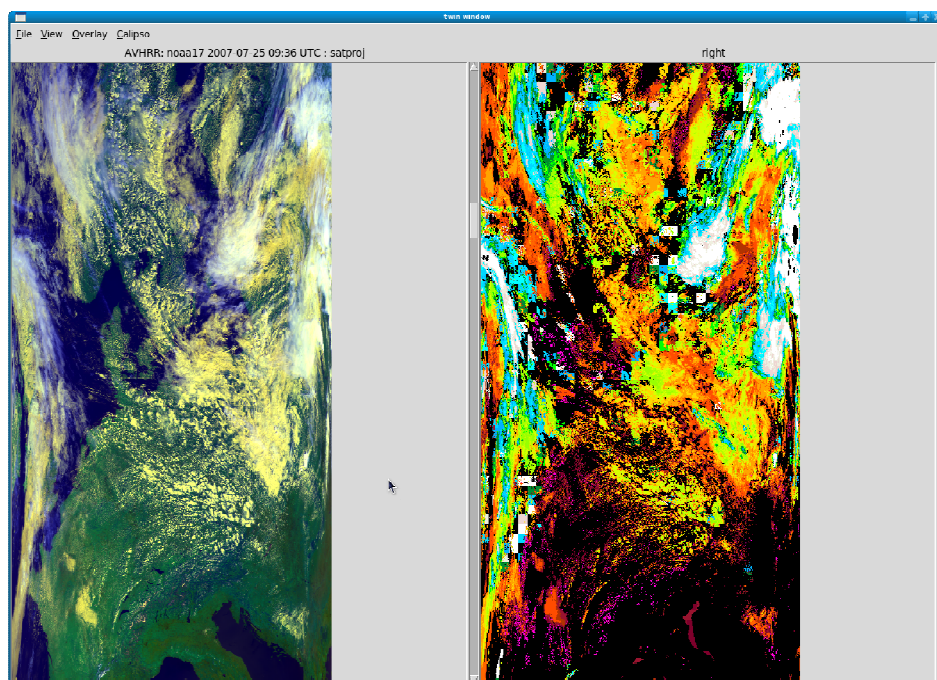 twin window
File View Overlay Calipso
AVHRR: noaa17 2007-07-25 09:36 UTC : satproj
right